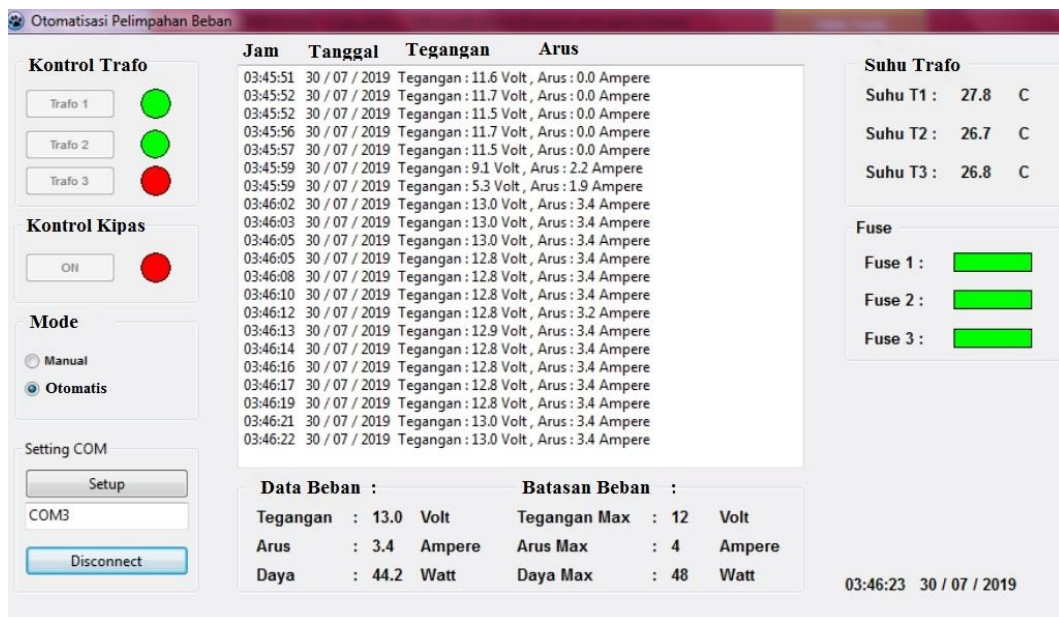 Otomatisasi Pelimpahan Beban
Kontrol Trafo
Trafo 1
Trafo 2
Trafo 3
Kontrol Kipas
ON
Mode
Manual
Otomatis
Setting COM
Setup
COM3
Disconnect
Jam Tanggal Tegangan Arus
03:45:51 30 / 07 / 2019 Tegangan : 11.6 Volt , Arus : 0.0 Ampere
03:45:52 30 / 07 / 2019 Tegangan : 11.7 Volt , Arus : 0.0 Ampere
03:45:52 30 / 07 / 2019 Tegangan : 11.5 Volt , Arus : 0.0 Ampere
03:45:56 30 / 07 / 2019 Tegangan : 11.7 Volt , Arus : 0.0 Ampere
03:45:57 30 / 07 / 2019 Tegangan : 11.5 Volt , Arus : 0.0 Ampere
03:45:59 30 / 07 / 2019 Tegangan : 9.1 Volt , Arus : 2.2 Ampere
03:45:59 30 / 07 / 2019 Tegangan : 5.3 Volt , Arus : 1.9 Ampere
03:46:02 30 / 07 / 2019 Tegangan : 13.0 Volt , Arus : 3.4 Ampere
03:46:03 30 / 07 / 2019 Tegangan : 13.0 Volt , Arus : 3.4 Ampere
03:46:05 30 / 07 / 2019 Tegangan : 13.0 Volt , Arus : 3.4 Ampere
03:46:05 30 / 07 / 2019 Tegangan : 12.8 Volt , Arus : 3.4 Ampere
03:46:08 30 / 07 / 2019 Tegangan : 12.8 Volt , Arus : 3.4 Ampere
03:46:10 30 / 07 / 2019 Tegangan : 12.8 Volt , Arus : 3.4 Ampere
03:46:12 30 / 07 / 2019 Tegangan : 12.8 Volt , Arus : 3.2 Ampere
03:46:13 30 / 07 / 2019 Tegangan : 12.9 Volt , Arus : 3.4 Ampere
03:46:14 30 / 07 / 2019 Tegangan : 12.8 Volt , Arus : 3.4 Ampere
03:46:16 30 / 07 / 2019 Tegangan : 12.8 Volt , Arus : 3.4 Ampere
03:46:17 30 / 07 / 2019 Tegangan : 12.8 Volt , Arus : 3.4 Ampere
03:46:19 30 / 07 / 2019 Tegangan : 12.8 Volt , Arus : 3.4 Ampere
03:46:21 30 / 07 / 2019 Tegangan : 13.0 Volt , Arus : 3.4 Ampere
03:46:22 30 / 07 / 2019 Tegangan : 13.0 Volt , Arus : 3.4 Ampere
Data Beban :
Tegangan : 13.0 Volt
Arus : 3.4 Ampere
Daya : 44.2 Watt
Batasan Beban :
Tegangan Max : 12 Volt
Arus Max : 4 Ampere
Daya Max : 48 Watt
Suhu Trafo
Suhu T1 : 27.8 C
Suhu T2 : 26.7 C
Suhu T3 : 26.8 C
Fuse
Fuse 1 :
Fuse 2 :
Fuse 3 :
03:46:23 30 / 07 / 2019